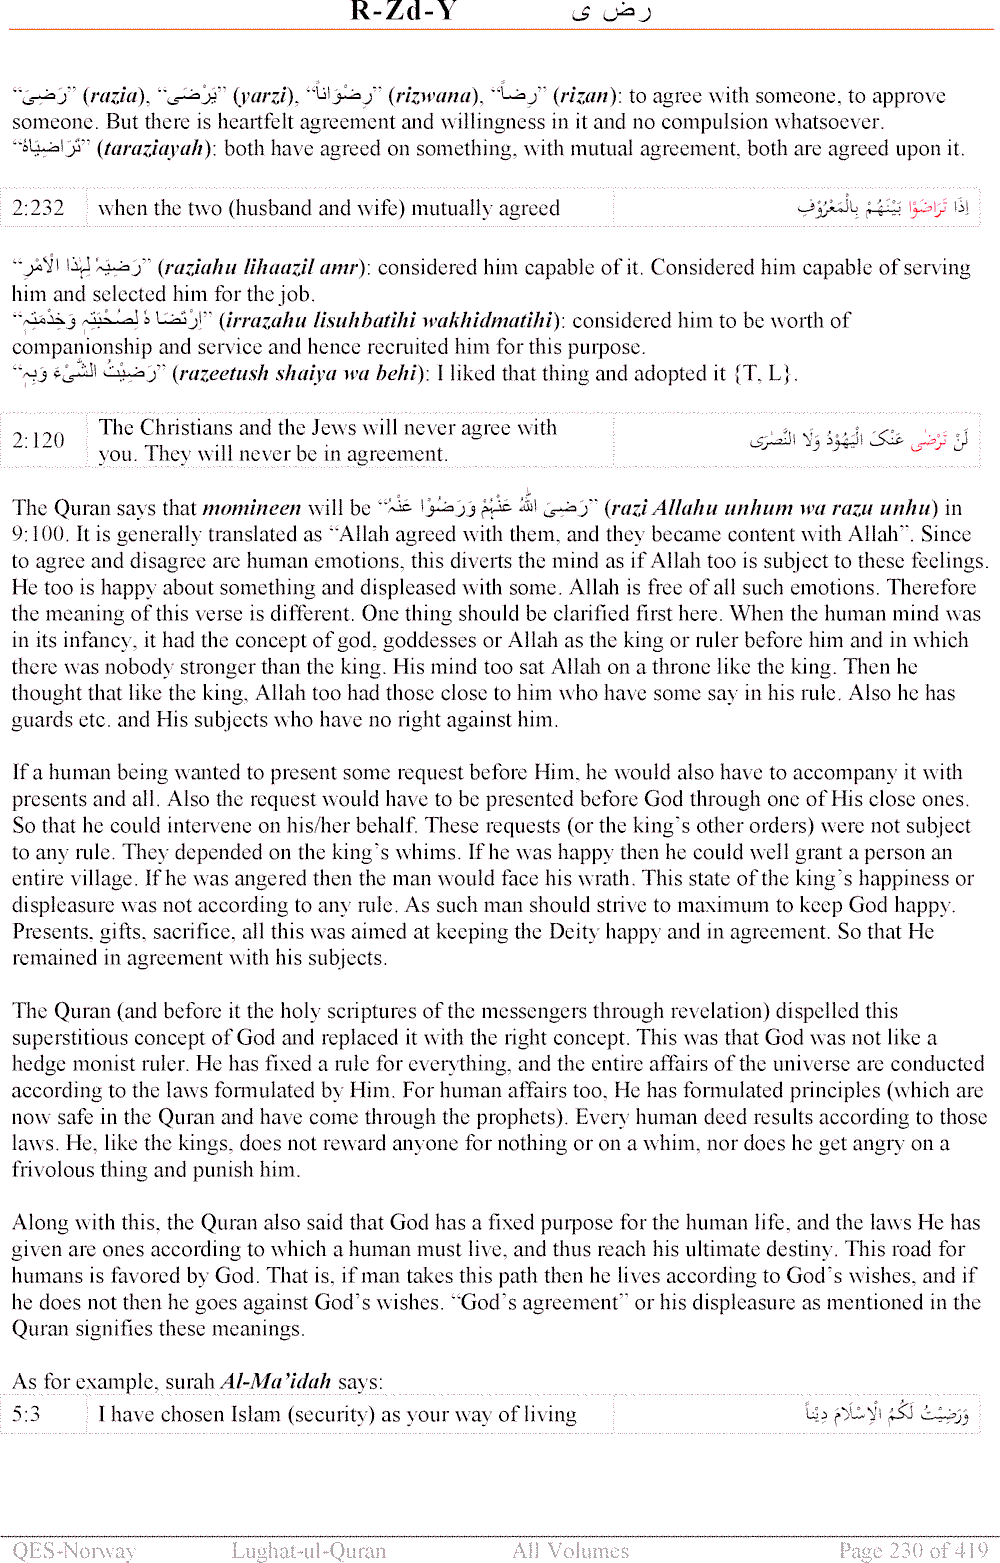 R-Zd-Y ر ض ی
“رَضِیَ” (razia), “یَرْضٰی” (yarzi), “رِضْوَاناً” (rizwana), “رِضاً” (rizan): to agree with someone, to approve
someone. But there is heartfelt agreement and willingness in it and no compulsion whatsoever.
“تَرَاضَیَاہُ” (taraziayah): both have agreed on something, with mutual agreement, both are agreed upon it.
2:232 when the two (husband and wife) mutually agreed إِذَا تَرَاضَوْا بَيْنَهُمْ بِالْمَعْرُوْفِ
“رَضِیَہٗ لِہٰذَا الْاَمْرِ” (raziahu lihaazil amr): considered him capable of it. Considered him capable of serving
him and selected him for the job.
“اِرْتَضَا ہُ لِصُحْبَتِہٖ وَخِدْمَتِہٖ” (irrazahu lisuhbatihi wakhidmatihi): considered him to be worth of
companionship and service and hence recruited him for this purpose.
“رَضِیْتُ الشَّیْءَ وَبِہٖ” (razeetush shaiya wa behi): I liked that thing and adopted it {T, L}.
2:120 The Christians and the Jews will never agree with
you. They will never be in agreement. لَنْ تَرْضٰی عَنْکَ الْیَھُوْدُ وَلَا النَّصٰرٰی
The Quran says that momineen will be “رَضِیَ اللّٰہُ عَنْہُمْ وَرَضُوْا عَنْہُ” (razi Allahu unhum wa razu unhu) in
9:100. It is generally translated as “Allah agreed with them, and they became content with Allah”. Since
to agree and disagree are human emotions, this diverts the mind as if Allah too is subject to these feelings.
He too is happy about something and displeased with some. Allah is free of all such emotions. Therefore
the meaning of this verse is different. One thing should be clarified first here. When the human mind was
in its infancy, it had the concept of god, goddesses or Allah as the king or ruler before him and in which
there was nobody stronger than the king. His mind too sat Allah on a throne like the king. Then he
thought that like the king, Allah too had those close to him who have some say in his rule. Also he has
guards etc. and His subjects who have no right against him.
If a human being wanted to present some request before Him, he would also have to accompany it with
presents and all. Also the request would have to be presented before God through one of His close ones.
So that he could intervene on his/her behalf. These requests (or the king’s other orders) were not subject
to any rule. They depended on the king’s whims. If he was happy then he could well grant a person an
entire village. If he was angered then the man would face his wrath. This state of the king’s happiness or
displeasure was not according to any rule. As such man should strive to maximum to keep God happy.
Presents, gifts, sacrifice, all this was aimed at keeping the Deity happy and in agreement. So that He
remained in agreement with his subjects.
The Quran (and before it the holy scriptures of the messengers through revelation) dispelled this
superstitious concept of God and replaced it with the right concept. This was that God was not like a
hedge monist ruler. He has fixed a rule for everything, and the entire affairs of the universe are conducted
according to the laws formulated by Him. For human affairs too, He has formulated principles (which are
now safe in the Quran and have come through the prophets). Every human deed results according to those
laws. He, like the kings, does not reward anyone for nothing or on a whim, nor does he get angry on a
frivolous thing and punish him.
Along with this, the Quran also said that God has a fixed purpose for the human life, and the laws He has
given are ones according to which a human must live, and thus reach his ultimate destiny. This road for
humans is favored by God. That is, if man takes this path then he lives according to God’s wishes, and if
he does not then he goes against God’s wishes. “God’s agreement” or his displeasure as mentioned in the
Quran signifies these meanings.
As for example, surah Al-Ma’idah says:
5:3 I have chosen Islam (security) as your way of living وَرَضِیْتُ لَکُمُ الْاِسْلَامَ دِیْناً
QES-Norway Lughat-ul-Quran All Volumes Page 230 of 419